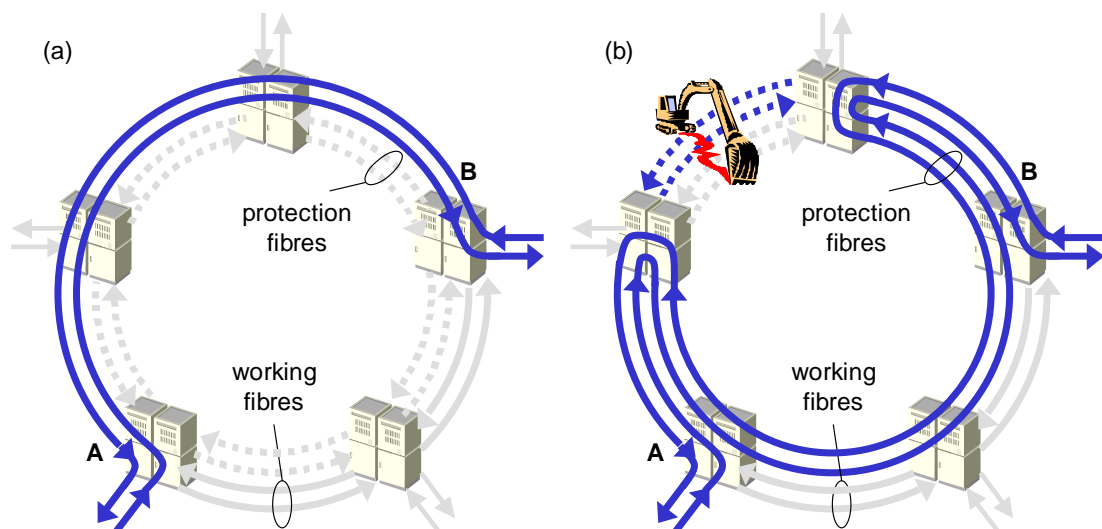 (a)
B
protection
fibres
working
fibres
A
(b)
B
protection
fibres
working
fibres
A